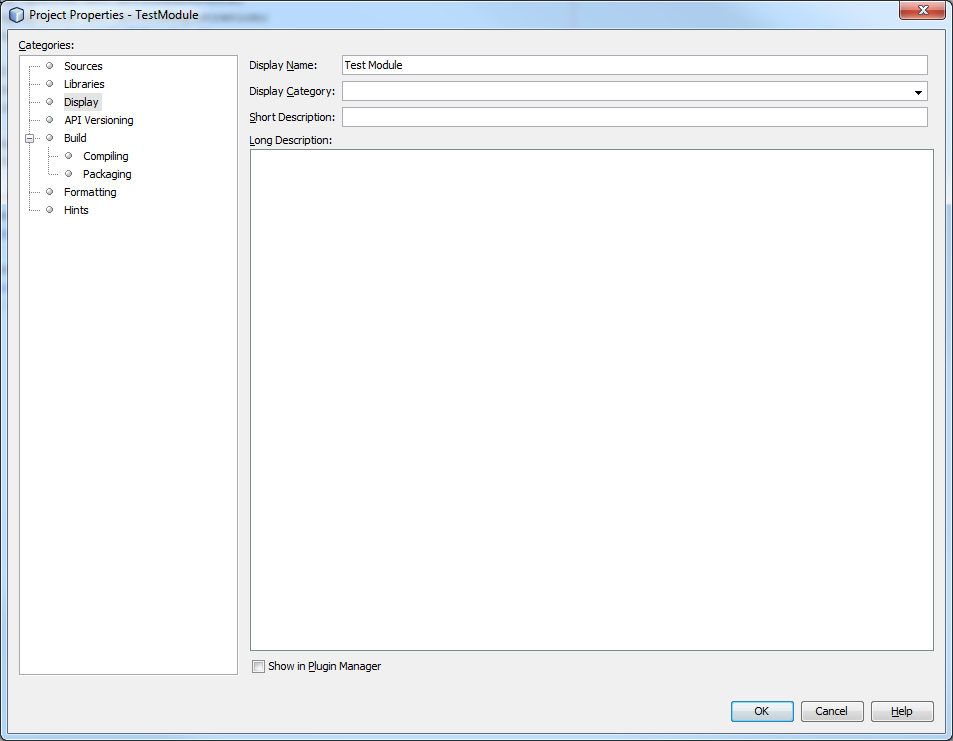 Project Properties - TestModule
Categories:
Sources
Libraries
Display
API Versioning
Build
Compiling
Packaging
Formatting
Hints
Display Name: Test Module
Display Category:
Short Description:
Long Description:
Show in Plugin Manager
OK Cancel Help